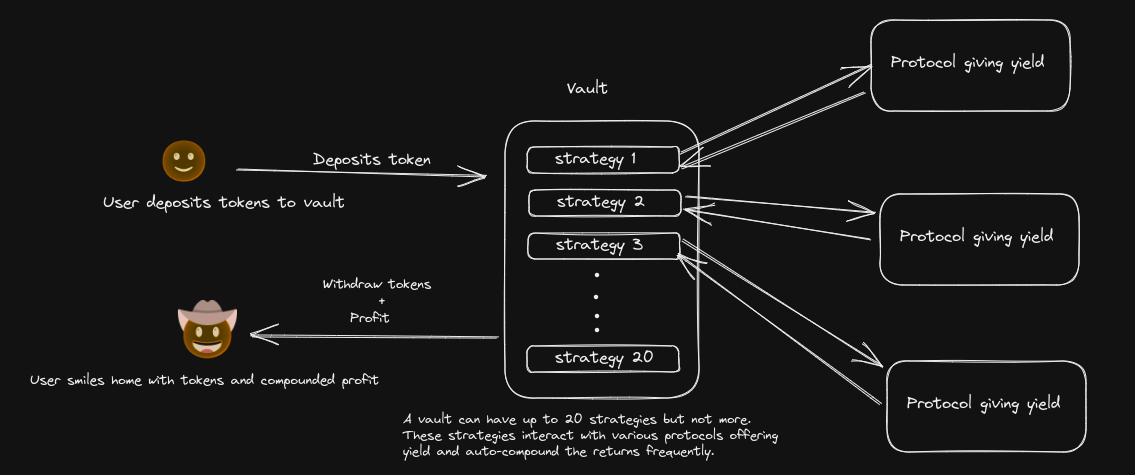 Vault
Protocol giving yield
Deposits token
strategy 1
User deposits tokens to vault
strategy 2
strategy 3
Protocol giving yield
Withdraw tokens
+
Profit
strategy 20
User smiles home with tokens and compounded profit
Protocol giving yield
A vault can have up to 20 strategies but not more.
These strategies interact with various protocols offering
yield and auto-compound the returns frequently.